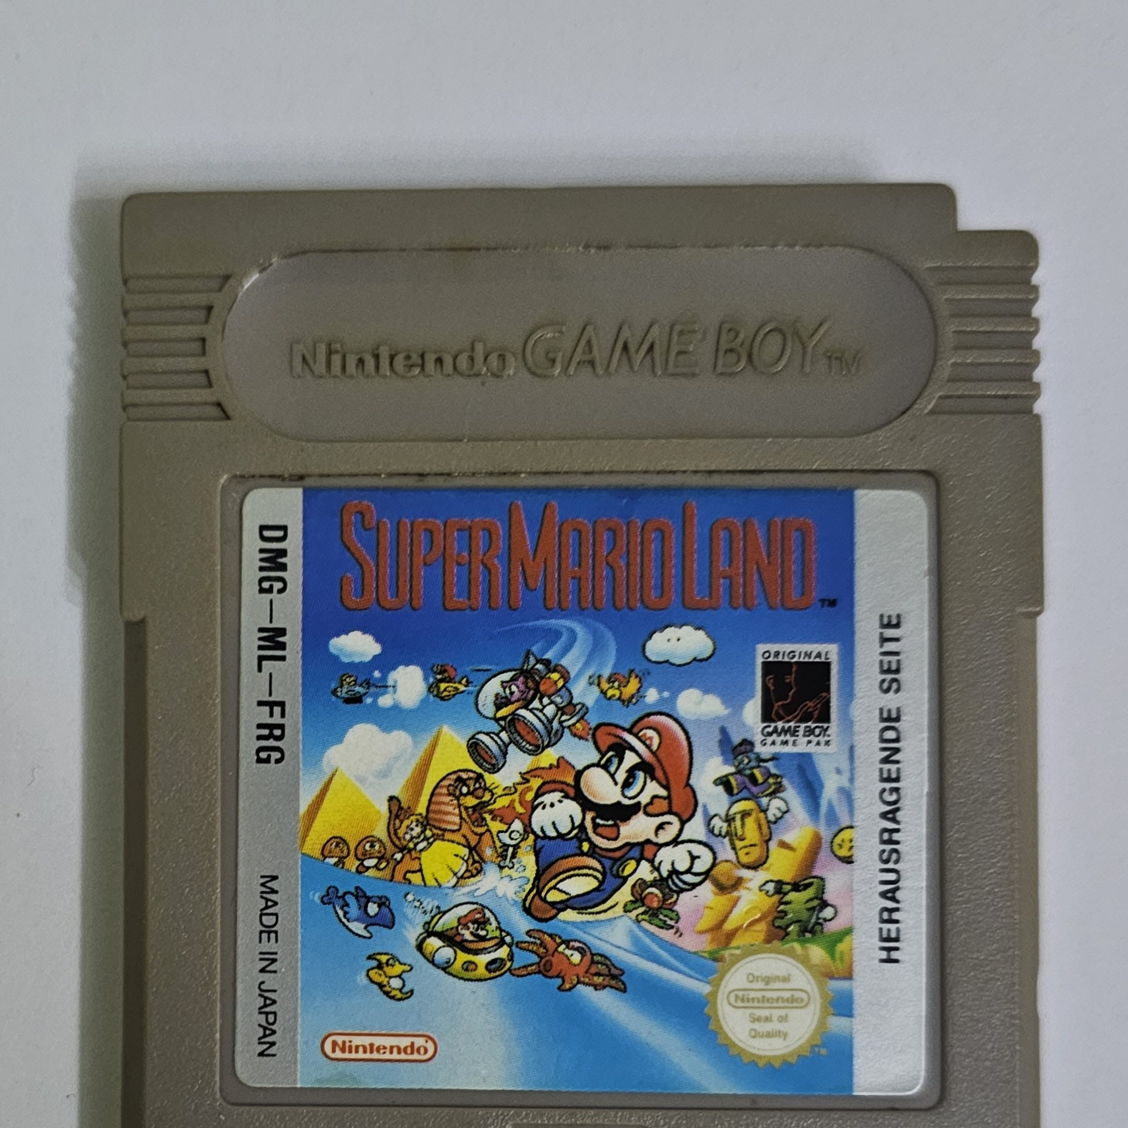 Nintendo GAME BOY TM
SUPER MARIO LAND TM
DMG-ML-FRG
MADE IN JAPAN
ORIGINAL
GAME BOY
GAME PAK
HERAUSRAGENDE SEITE
Original
Nintendo
Seal of
Quality
TM
Nintendo
M